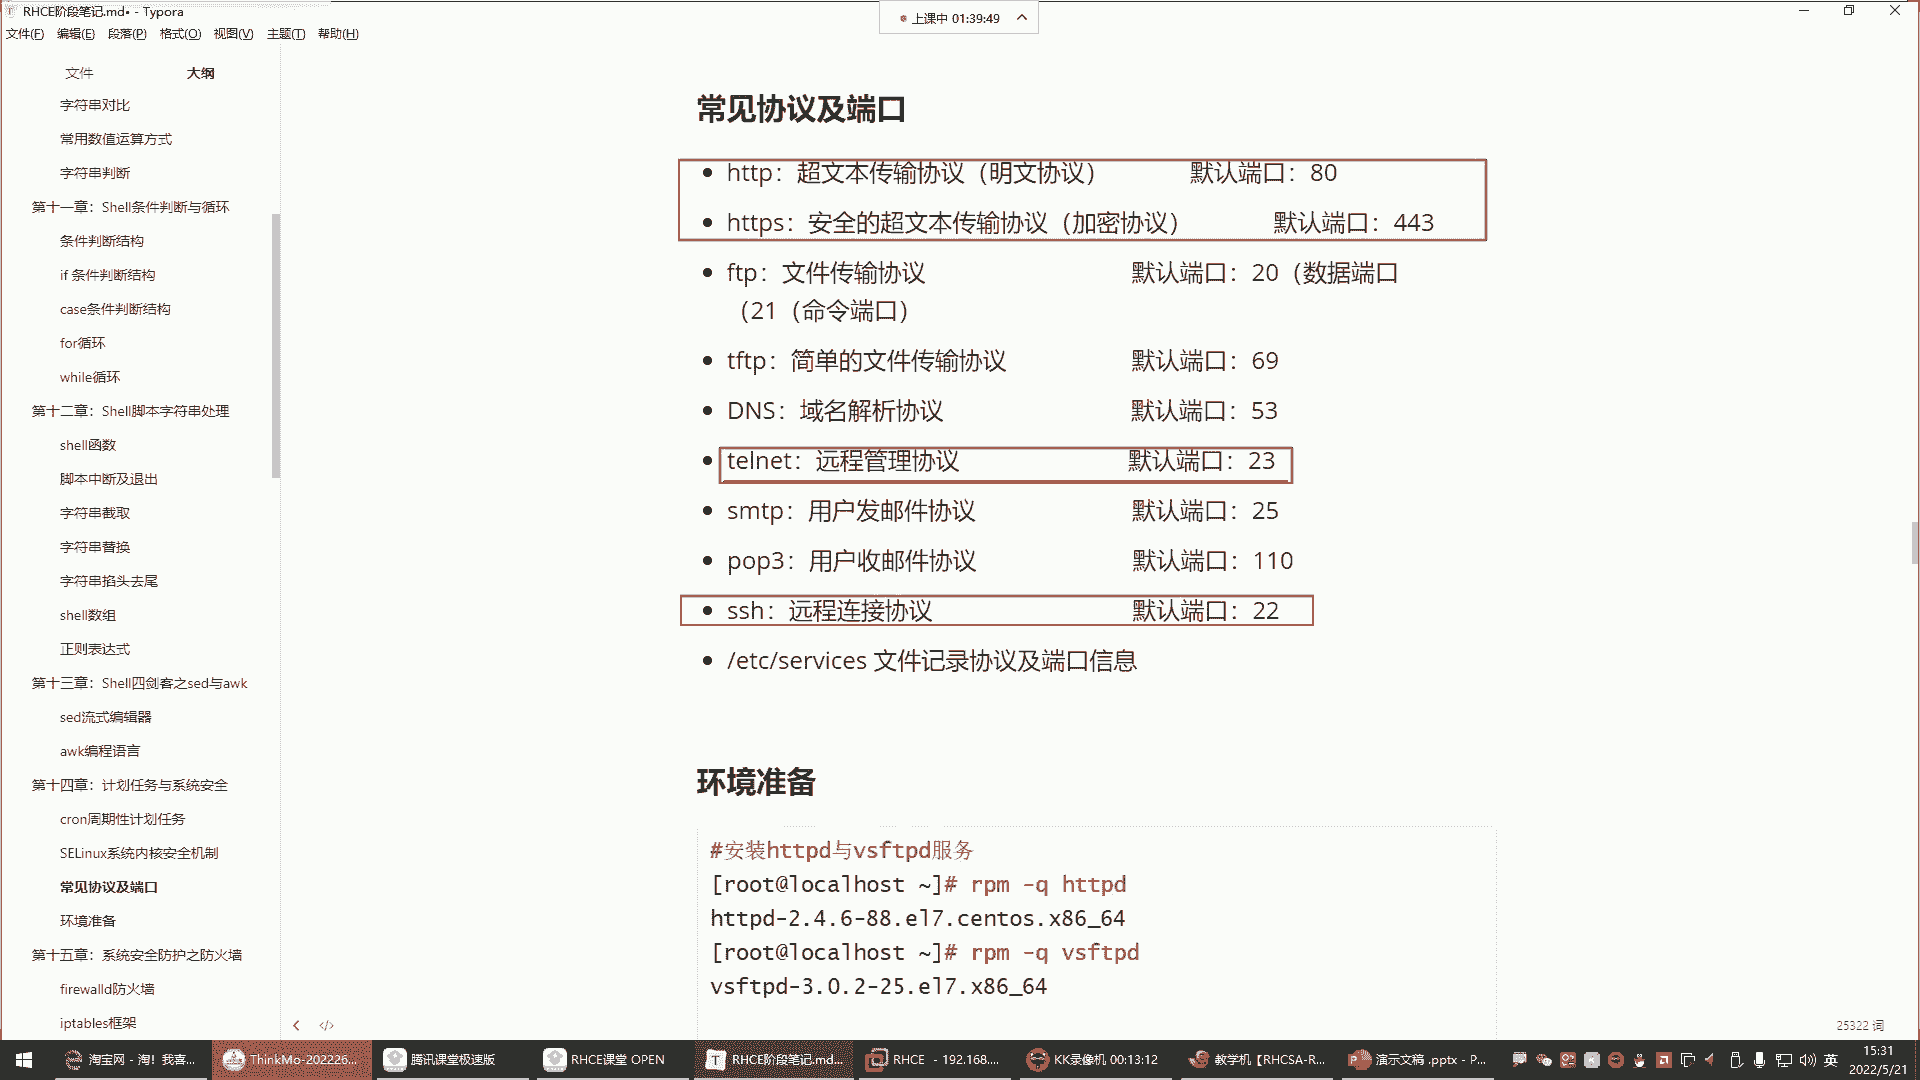 RHCE阶段笔记.md• - Typora
上课中 01:39:49
文件(F) 编辑(E) 段落(P) 格式(O) 视图(V) 主题(T) 帮助(H)
文件 大纲
字符串对比
常用数值运算方式
字符串判断
第十一章：Shell条件判断与循环
条件判断结构
if 条件判断结构
case条件判断结构
for循环
while循环
第十二章：Shell脚本字符串处理
shell函数
脚本中断及退出
字符串截取
字符串替换
字符串掐头去尾
shell数组
正则表达式
第十三章：Shell四剑客之sed与awk
sed流式编辑器
awk编程语言
第十四章：计划任务与系统安全
cron周期性计划任务
SELinux系统内核安全机制
常见协议及端口
环境准备
第十五章：系统安全防护之防火墙
firewalld防火墙
iptables框架
常见协议及端口
http：超文本传输协议（明文协议） 默认端口：80
https：安全的超文本传输协议（加密协议） 默认端口：443
ftp：文件传输协议 默认端口：20（数据端口
（21（命令端口）
tftp：简单的文件传输协议 默认端口：69
DNS：域名解析协议 默认端口：53
telnet：远程管理协议 默认端口：23
smtp：用户发邮件协议 默认端口：25
pop3：用户收邮件协议 默认端口：110
ssh：远程连接协议 默认端口：22
/etc/services 文件记录协议及端口信息
环境准备
#安装httpd与vsftpd服务
[root@localhost ~]# rpm -q httpd
httpd-2.4.6-88.el7.centos.x86_64
[root@localhost ~]# rpm -q vsftpd
vsftpd-3.0.2-25.el7.x86_64
25322 词
淘宝网 - 淘！我喜... ThinkMo-202226... 腾讯课堂极速版 RHCE课堂 OPEN RHCE阶段笔记.md... RHCE - 192.168.... KK录像机 00:13:12 教学机【RHCSA-R... 演示文稿 .pptx - P... 英 15:31
2022/5/21